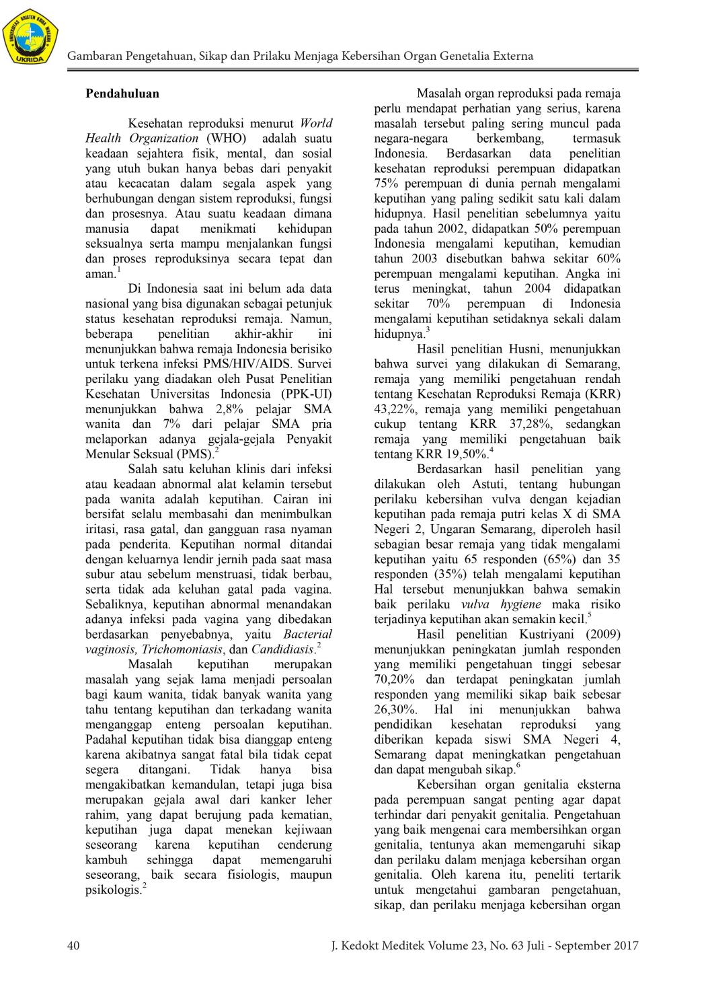 UNIVERSITAS KRISTEN KRIDA WACANA
UKRIDA
Gambaran Pengetahuan, Sikap dan Prilaku Menjaga Kebersihan Organ Genetalia Externa
Pendahuluan
Kesehatan reproduksi menurut World
Health Organization (WHO) adalah suatu
keadaan sejahtera fisik, mental, dan sosial
yang utuh bukan hanya bebas dari penyakit
atau kecacatan dalam segala aspek yang
berhubungan dengan sistem reproduksi, fungsi
dan prosesnya. Atau suatu keadaan dimana
manusia dapat menikmati kehidupan
seksualnya serta mampu menjalankan fungsi
dan proses reproduksinya secara tepat dan
aman.1
Di Indonesia saat ini belum ada data
nasional yang bisa digunakan sebagai petunjuk
status kesehatan reproduksi remaja. Namun,
beberapa penelitian akhir-akhir ini
menunjukkan bahwa remaja Indonesia berisiko
untuk terkena infeksi PMS/HIV/AIDS. Survei
perilaku yang diadakan oleh Pusat Penelitian
Kesehatan Universitas Indonesia (PPK-UI)
menunjukkan bahwa 2,8% pelajar SMA
wanita dan 7% dari pelajar SMA pria
melaporkan adanya gejala-gejala Penyakit
Menular Seksual (PMS).2
Salah satu keluhan klinis dari infeksi
atau keadaan abnormal alat kelamin tersebut
pada wanita adalah keputihan. Cairan ini
bersifat selalu membasahi dan menimbulkan
iritasi, rasa gatal, dan gangguan rasa nyaman
pada penderita. Keputihan normal ditandai
dengan keluarnya lendir jernih pada saat masa
subur atau sebelum menstruasi, tidak berbau,
serta tidak ada keluhan gatal pada vagina.
Sebaliknya, keputihan abnormal menandakan
adanya infeksi pada vagina yang dibedakan
berdasarkan penyebabnya, yaitu Bacterial
vaginosis, Trichomoniasis, dan Candidiasis.2
Masalah keputihan merupakan
masalah yang sejak lama menjadi persoalan
bagi kaum wanita, tidak banyak wanita yang
tahu tentang keputihan dan terkadang wanita
menganggap enteng persoalan keputihan.
Padahal keputihan tidak bisa dianggap enteng
karena akibatnya sangat fatal bila tidak cepat
segera ditangani. Tidak hanya bisa
mengakibatkan kemandulan, tetapi juga bisa
merupakan gejala awal dari kanker leher
rahim, yang dapat berujung pada kematian,
keputihan juga dapat menekan kejiwaan
seseorang karena keputihan cenderung
kambuh sehingga dapat memengaruhi
seseorang, baik secara fisiologis, maupun
psikologis.2
Masalah organ reproduksi pada remaja
perlu mendapat perhatian yang serius, karena
masalah tersebut paling sering muncul pada
negara-negara berkembang, termasuk
Indonesia. Berdasarkan data penelitian
kesehatan reproduksi perempuan didapatkan
75% perempuan di dunia pernah mengalami
keputihan yang paling sedikit satu kali dalam
hidupnya. Hasil penelitian sebelumnya yaitu
pada tahun 2002, didapatkan 50% perempuan
Indonesia mengalami keputihan, kemudian
tahun 2003 disebutkan bahwa sekitar 60%
perempuan mengalami keputihan. Angka ini
terus meningkat, tahun 2004 didapatkan
sekitar 70% perempuan di Indonesia
mengalami keputihan setidaknya sekali dalam
hidupnya.3
Hasil penelitian Husni, menunjukkan
bahwa survei yang dilakukan di Semarang,
remaja yang memiliki pengetahuan rendah
tentang Kesehatan Reproduksi Remaja (KRR)
43,22%, remaja yang memiliki pengetahuan
cukup tentang KRR 37,28%, sedangkan
remaja yang memiliki pengetahuan baik
tentang KRR 19,50%.4
Berdasarkan hasil penelitian yang
dilakukan oleh Astuti, tentang hubungan
perilaku kebersihan vulva dengan kejadian
keputihan pada remaja putri kelas X di SMA
Negeri 2, Ungaran Semarang, diperoleh hasil
sebagian besar remaja yang tidak mengalami
keputihan yaitu 65 responden (65%) dan 35
responden (35%) telah mengalami keputihan
Hal tersebut menunjukkan bahwa semakin
baik perilaku vulva hygiene maka risiko
terjadinya keputihan akan semakin kecil.5
Hasil penelitian Kustriyani (2009)
menunjukkan peningkatan jumlah responden
yang memiliki pengetahuan tinggi sebesar
70,20% dan terdapat peningkatan jumlah
responden yang memiliki sikap baik sebesar
26,30%. Hal ini menunjukkan bahwa
pendidikan kesehatan reproduksi yang
diberikan kepada siswi SMA Negeri 4,
Semarang dapat meningkatkan pengetahuan
dan dapat mengubah sikap.6
Kebersihan organ genitalia eksterna
pada perempuan sangat penting agar dapat
terhindar dari penyakit genitalia. Pengetahuan
yang baik mengenai cara membersihkan organ
genitalia, tentunya akan memengaruhi sikap
dan perilaku dalam menjaga kebersihan organ
genitalia. Oleh karena itu, peneliti tertarik
untuk mengetahui gambaran pengetahuan,
sikap, dan perilaku menjaga kebersihan organ
40
J. Kedokt Meditek Volume 23, No. 63 Juli - September 2017